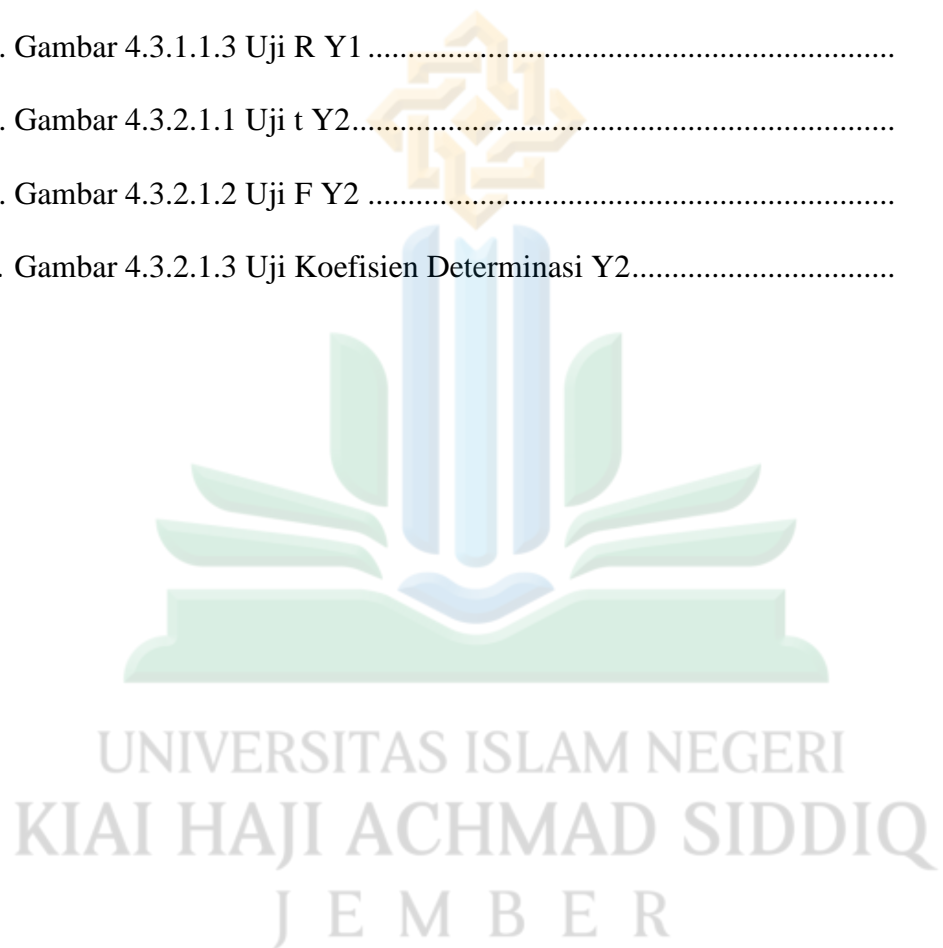 . Gambar 4.3.1.1.3 Uji R Y1 ..................................................................
. Gambar 4.3.2.1.1 Uji t Y2....................................................................
. Gambar 4.3.2.1.2 Uji F Y2 ..................................................................
. Gambar 4.3.2.1.3 Uji Koefisien Determinasi Y2.................................
UNIVERSITAS ISLAM NEGERI
KIAI HAJI ACHMAD SIDDIQ
J E M B E R